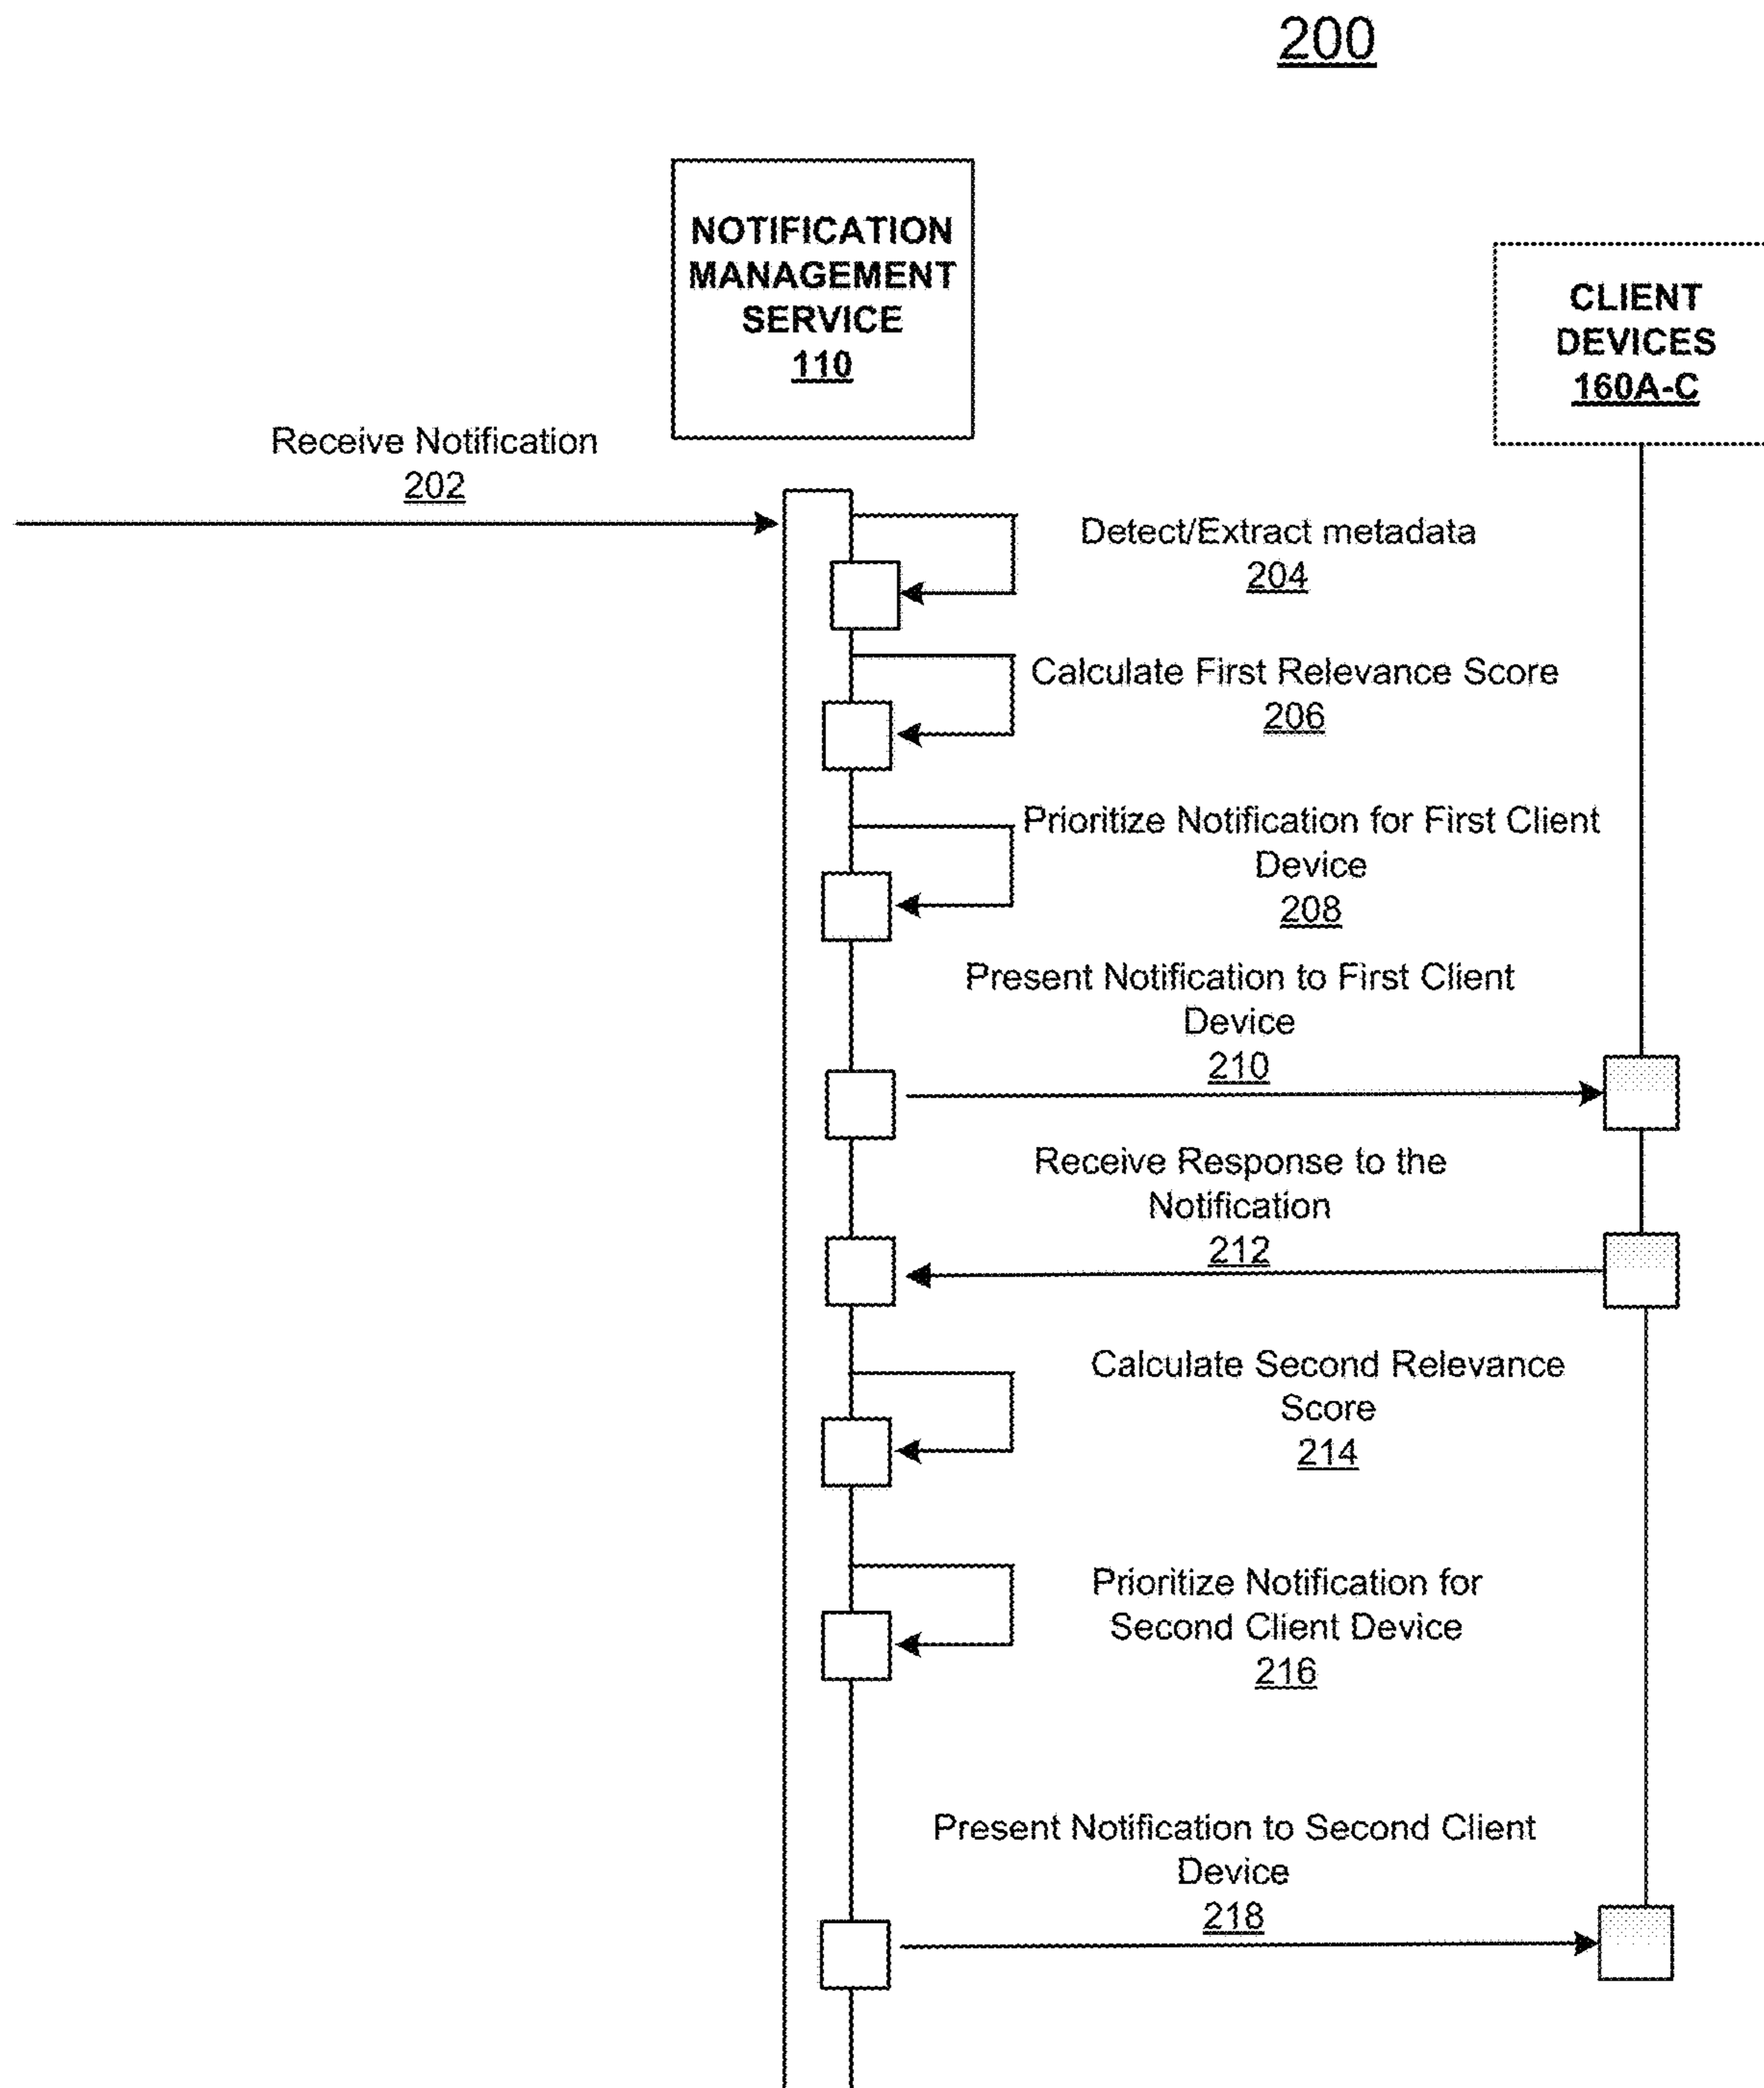 200
NOTIFICATION
MANAGEMENT
SERVICE
110
CLIENT
DEVICES
160A-C
Receive Notification
202
Detect/Extract metadata
204
Calculate First Relevance Score
206
Prioritize Notification for First Client
Device
208
Present Notification to First Client
Device
210
Receive Response to the
Notification
212
Calculate Second Relevance
Score
214
Prioritize Notification for
Second Client Device
216
Present Notification to Second Client
Device
218